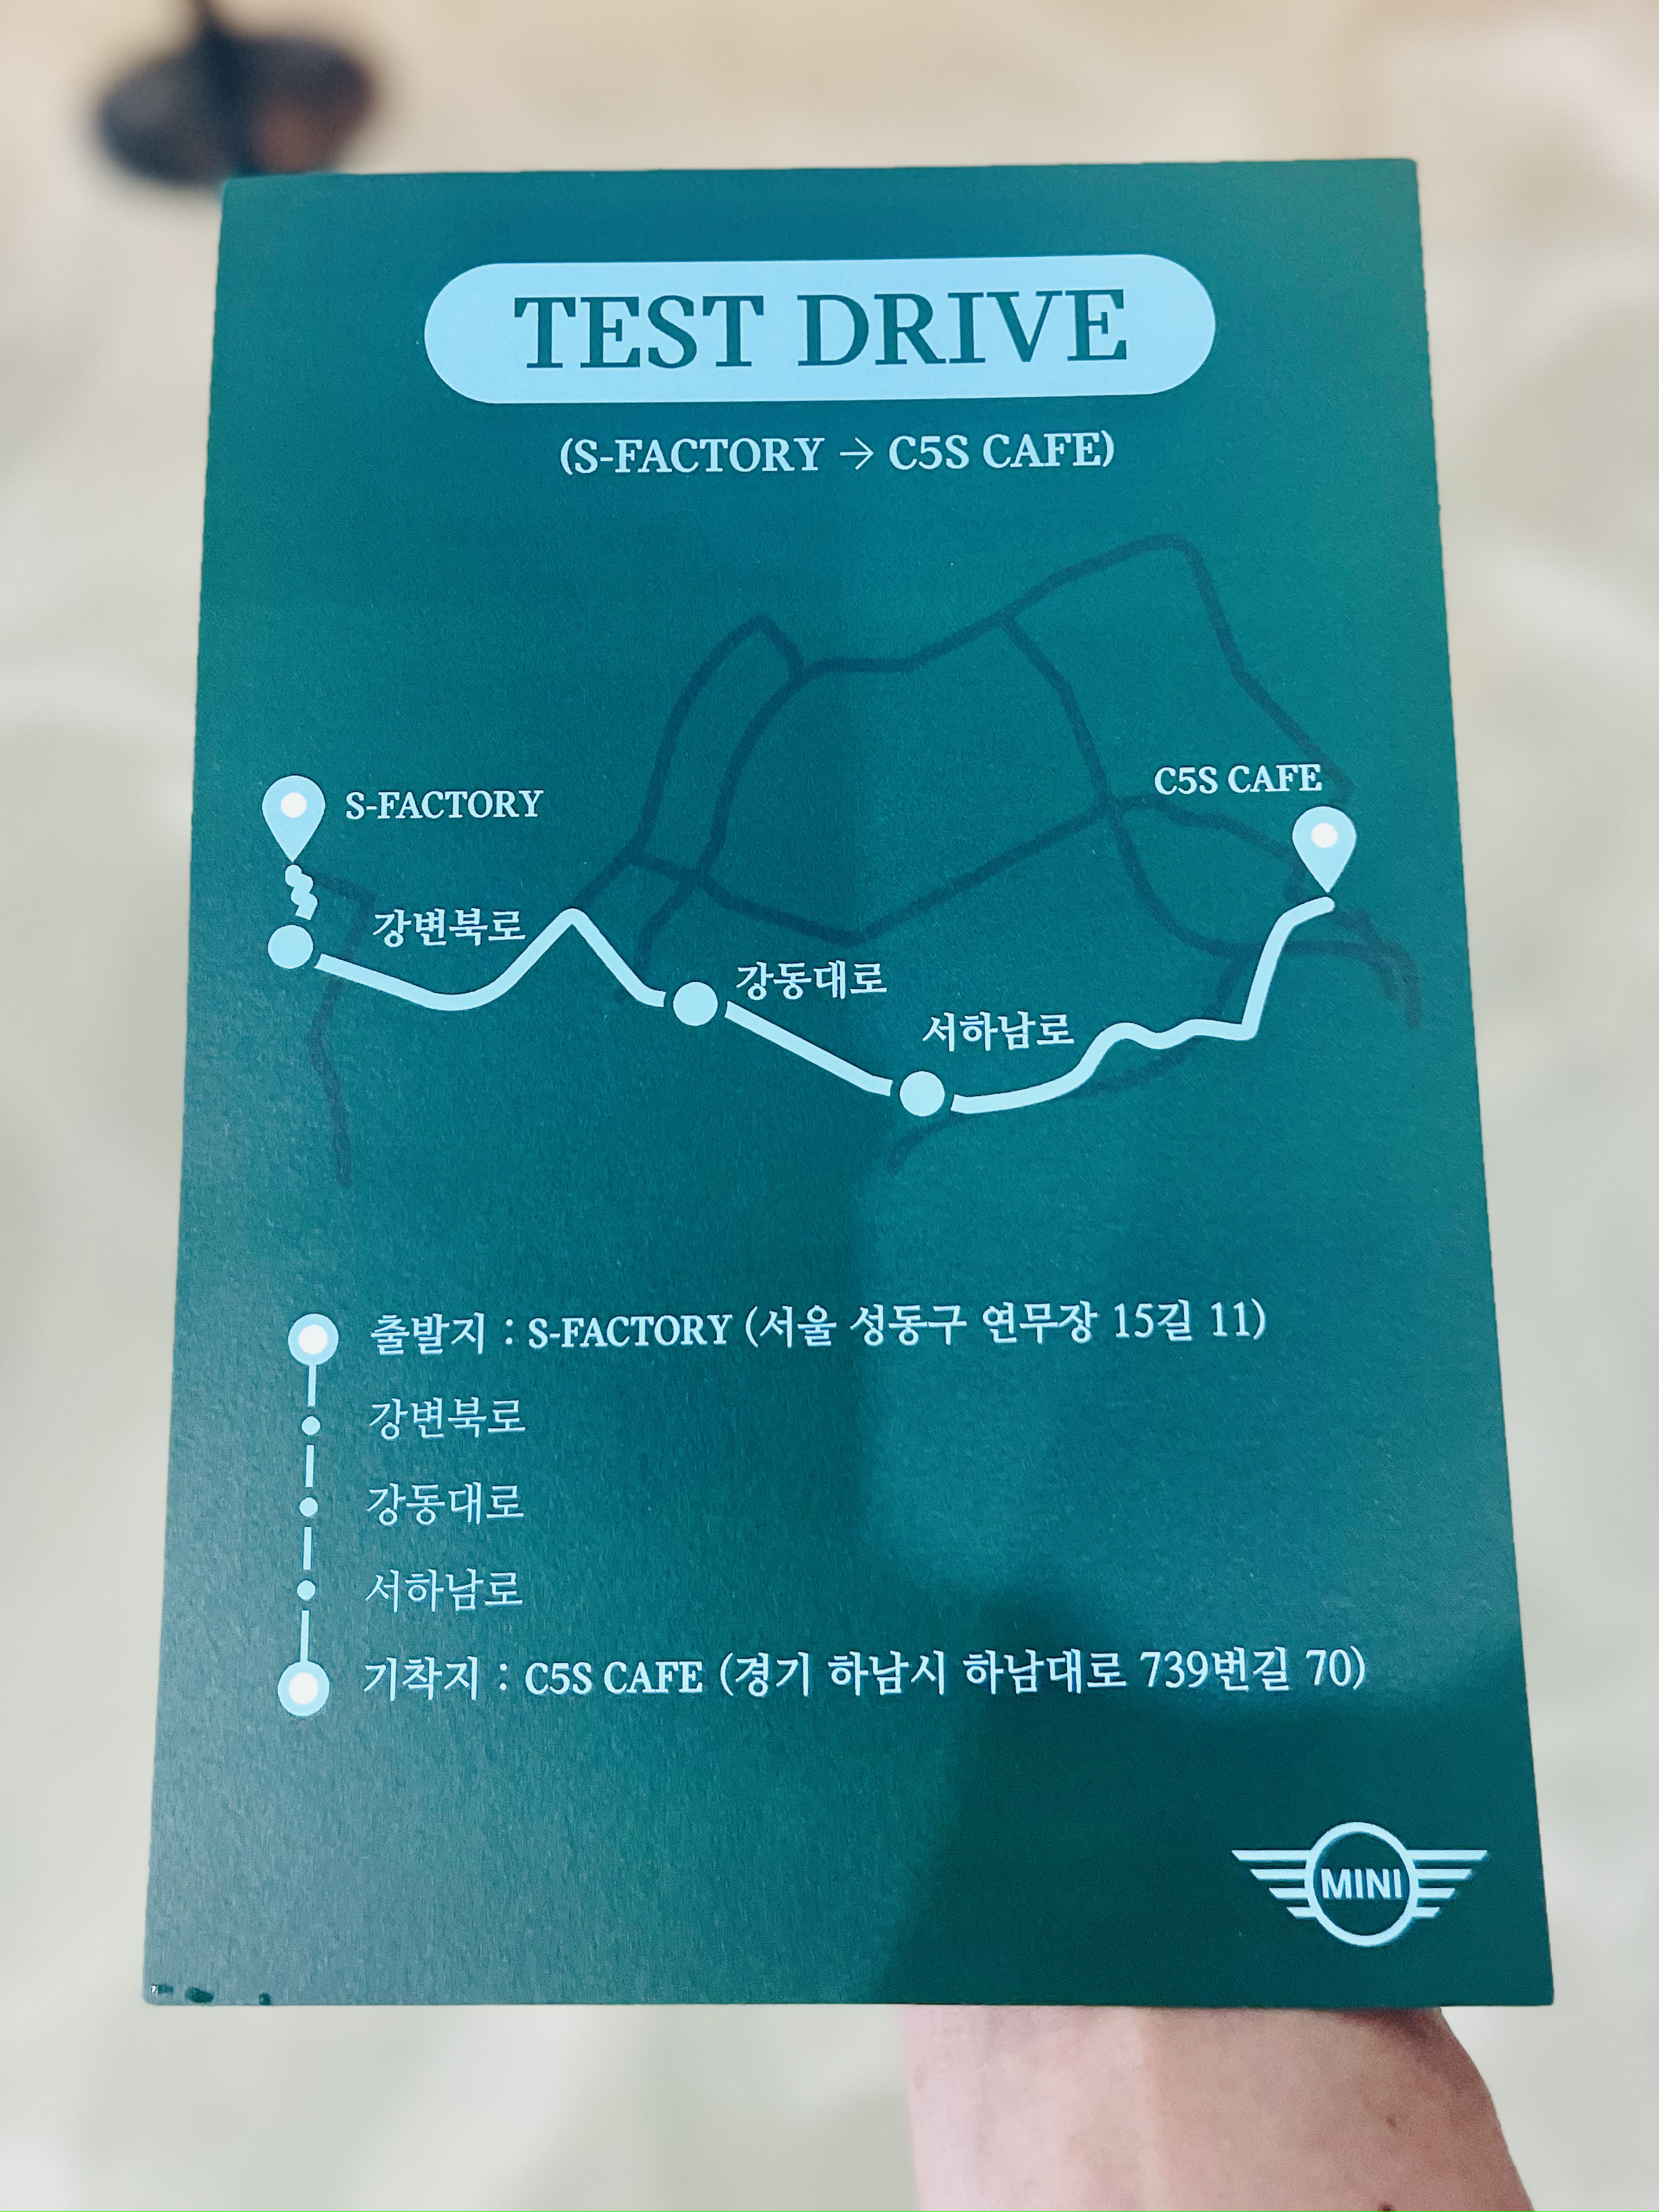 TEST DRIVE
(S-FACTORY → C5S CAFE)
C5S CAFE
S-FACTORY
강변북로
강동대로
서하남로
출발지 : S-FACTORY (서울 성동구 연무장 15길 11)
강변북로
강동대로
서하남로
기착지 : C5S CAFE (경기 하남시 하남대로 739번길 70)
MINI